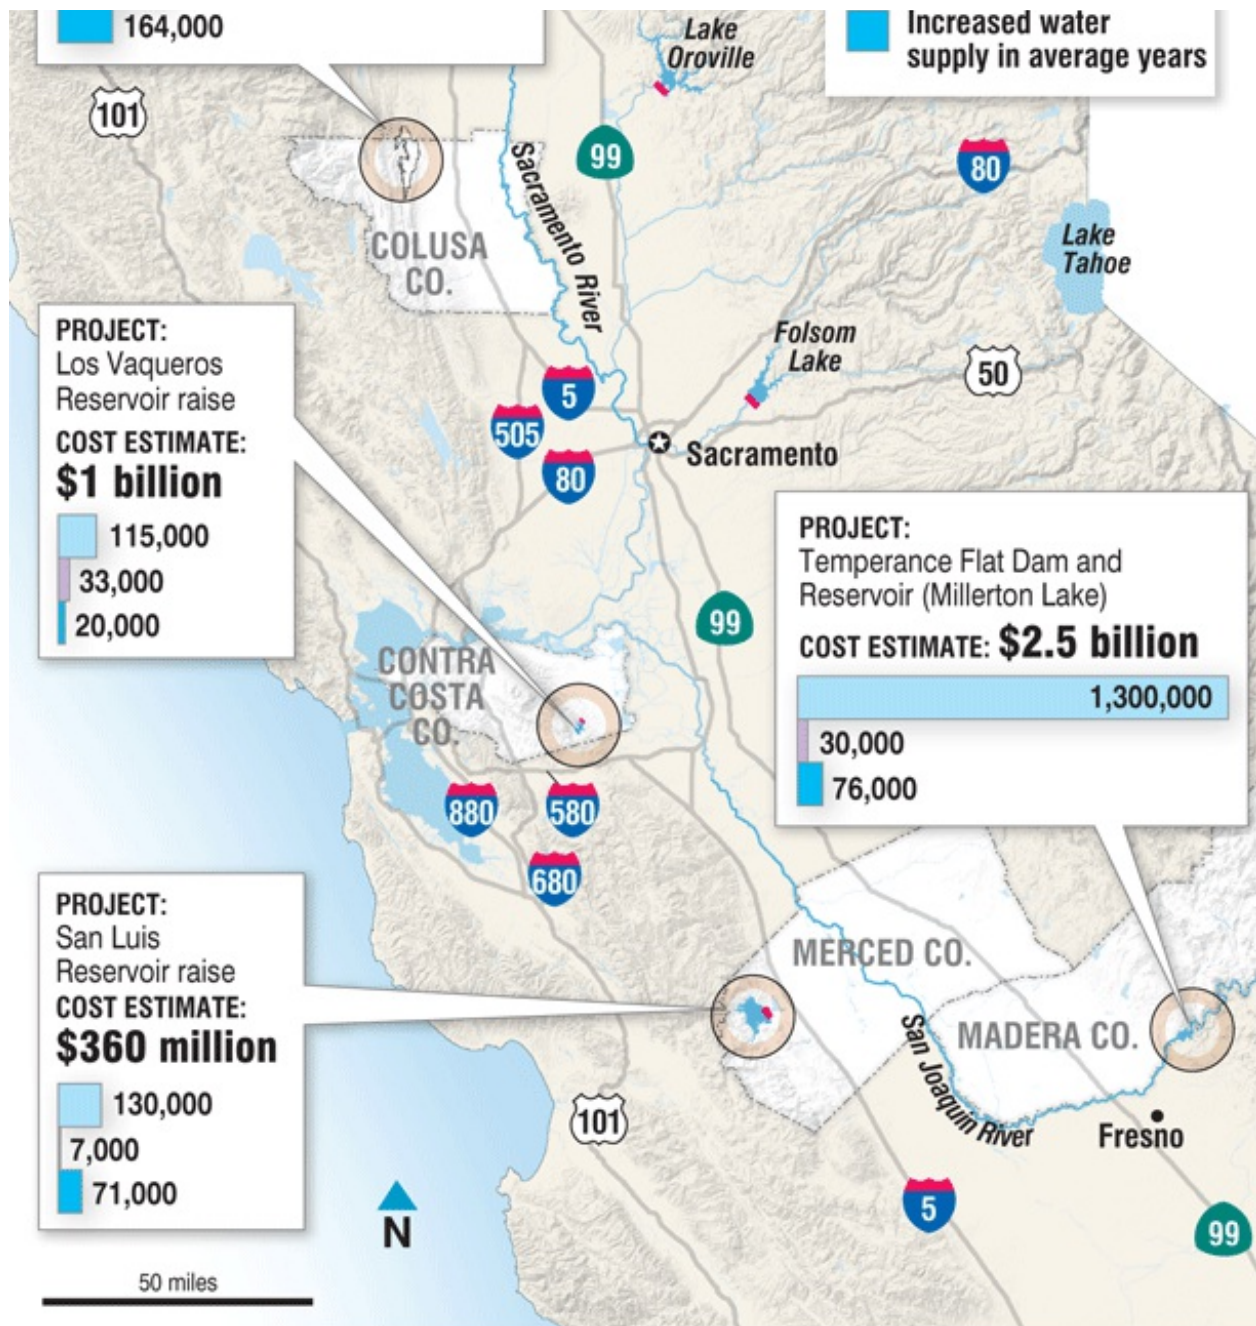 164,000
Increased water
supply in average years
Lake
Oroville
101
99
80
Sacramento River
COLUSA
CO.
Lake
Tahoe
PROJECT:
Los Vaqueros
Reservoir raise
COST ESTIMATE:
$1 billion
115,000
33,000
20,000
Folsom
Lake
50
5
505
80
Sacramento
PROJECT:
Temperance Flat Dam and
Reservoir (Millerton Lake)
COST ESTIMATE: $2.5 billion
1,300,000
30,000
76,000
99
CONTRA
COSTA
CO.
880
580
680
PROJECT:
San Luis
Reservoir raise
COST ESTIMATE:
$360 million
130,000
7,000
71,000
MERCED CO.
MADERA CO.
San Joaquin River
Fresno
101
5
99
N
50 miles